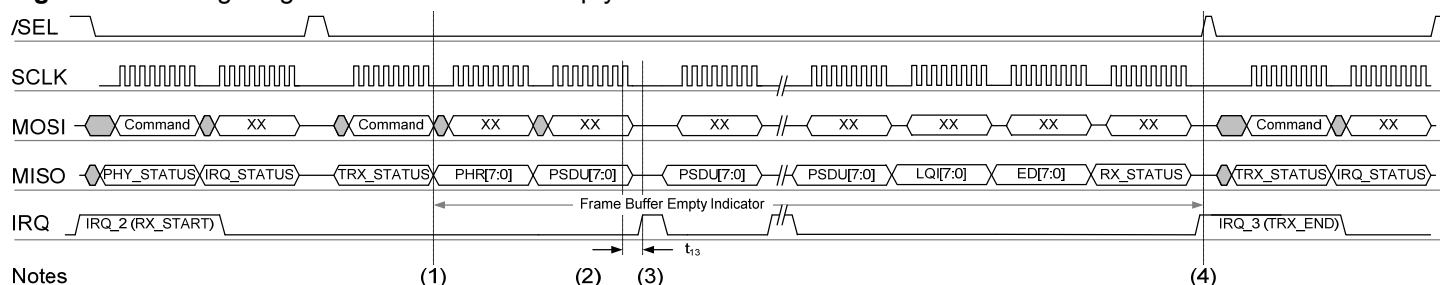 /SEL
SCLK
MOSI Command XX Command XX XX XX XX XX XX XX Command XX
MISO PHY_STATUS IRQ_STATUS TRX_STATUS PHR[7:0] PSDU[7:0] PSDU[7:0] PSDU[7:0] LQI[7:0] ED[7:0] RX_STATUS TRX_STATUS IRQ_STATUS
Frame Buffer Empty Indicator
IRQ IRQ_2 (RX_START) IRQ_3 (TRX_END)
t13
Notes (1) (2) (3) (4)